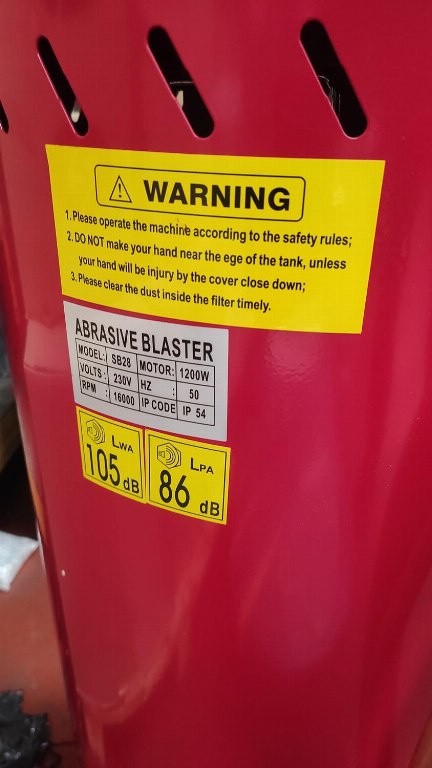 WARNING
1. Please operate the machine according to the safety rules;
2. DO NOT make your hand near the ege of the tank, unless
your hand will be injury by the cover close down;
3. Please clear the dust inside the filter timely.
ABRASIVE BLASTER
MODEL: SB28 MOTOR: 1200W
VOLTS: 230V HZ : 50
RPM : 16000 IP CODE IP 54
LWA
105 dB
LPA
86 dB